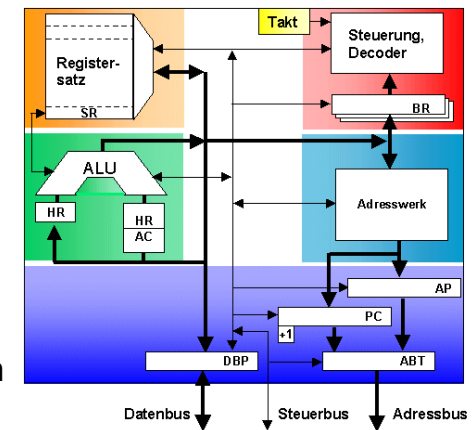 Takt
Steuerung,
Decoder
Register-
satz
SR
BR
ALU
HR
HR
AC
Adresswerk
AP
PC
+1
DBP
ABT
n
Datenbus
Steuerbus
Adressbus